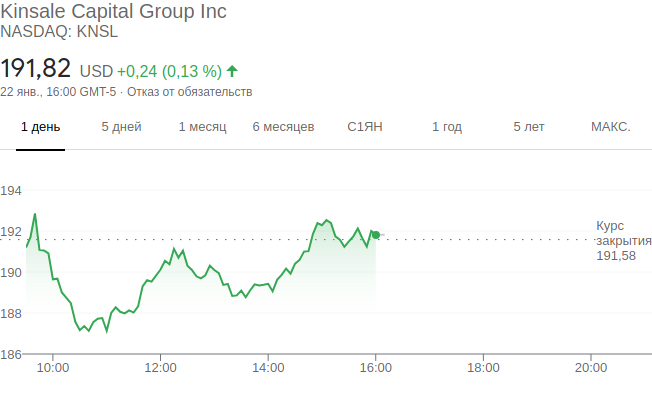 Kinsale Capital Group Inc
NASDAQ: KNSL
191,82 USD +0,24 (0,13 %)
22 янв., 16:00 GMT-5 · Отказ от обязательств
1 день 5 дней 1 месяц 6 месяцев С1ЯН 1 год 5 лет МАКС.
194
192
190
188
186
Курс
закрытия
191,58
10:00 12:00 14:00 16:00 18:00 20:00